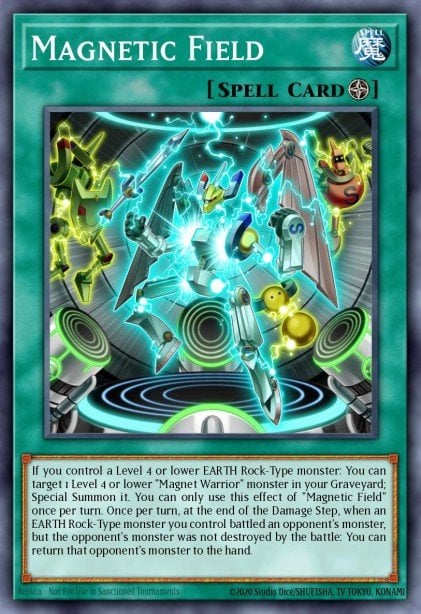 Magnetic Field
SPELL
魔
[Spell Card]
S
S
If you control a Level 4 or lower EARTH Rock-Type monster: You can
target 1 Level 4 or lower "Magnet Warrior" monster in your Graveyard;
Special Summon it. You can only use this effect of "Magnetic Field"
once per turn. Once per turn, at the end of the Damage Step, when an
EARTH Rock-Type monster you control battled an opponent's monster,
but the opponent's monster was not destroyed by the battle: You can
return that opponent's monster to the hand.
Replica - Not For Use in Sanctioned Tournaments
©2020 Studio Dice/SHUEISHA, TV TOKYO, KONAMI